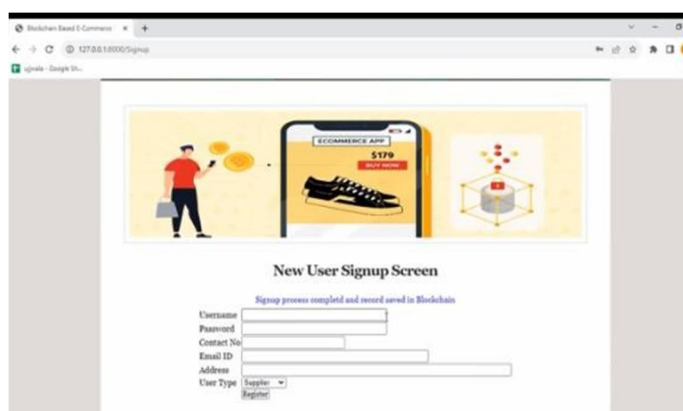 Blockchain Based E-Commerce
127.0.0.1:8000/Signup
ECOMMERCE APP
$179
BUY NOW
New User Signup Screen
Signup process completd and record saved in Blockchain
Username
Password
Contact No
Email ID
Address
User Type Supplier
Register